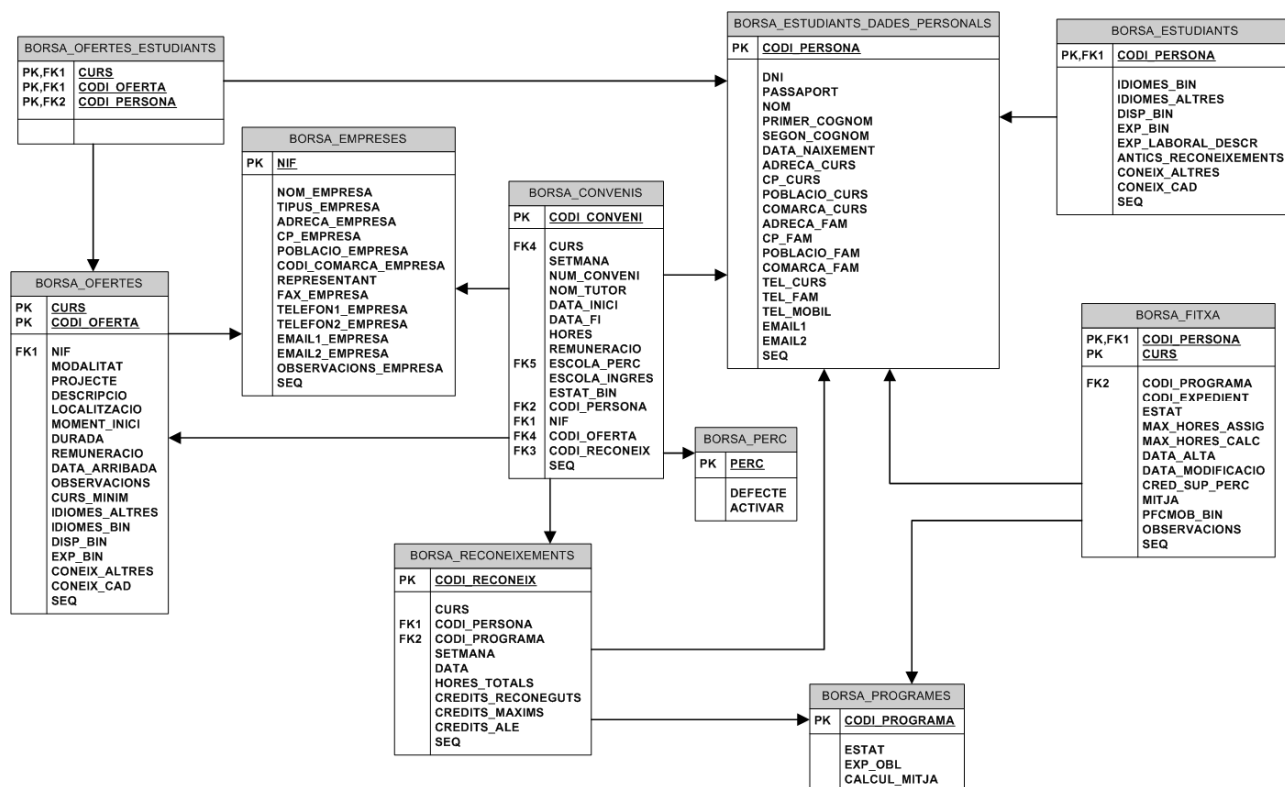 BORSA_OFERTES_ESTUDIANTS
PK,FK1 CURS
PK,FK1 CODI_OFERTA
PK,FK2 CODI_PERSONA
BORSA_EMPRESES
PK NIF
NOM_EMPRESA
TIPUS_EMPRESA
ADRECA_EMPRESA
CP_EMPRESA
POBLACIO_EMPRESA
CODI_COMARCA_EMPRESA
REPRESENTANT
FAX_EMPRESA
TELEFON1_EMPRESA
TELEFON2_EMPRESA
EMAIL1_EMPRESA
EMAIL2_EMPRESA
OBSERVACIONS_EMPRESA
SEQ
BORSA_OFERTES
PK CURS
PK CODI_OFERTA
FK1 NIF
MODALITAT
PROJECTE
DESCRIPCIO
LOCALITZACIO
MOMENT_INICI
DURADA
REMUNERACIO
DATA_ARRIBADA
OBSERVACIONS
CURS_MINIM
IDIOMES_ALTRES
IDIOMES_BIN
DISP_BIN
EXP_BIN
CONEIX_ALTRES
CONEIX_CAD
SEQ
BORSA_CONVENIS
PK CODI_CONVENI
FK4 CURS
SETMANA
NUM_CONVENI
NOM_TUTOR
DATA_INICI
DATA_FI
HORES
REMUNERACIO
FK5 ESCOLA_PERC
ESCOLA_INGRES
ESTAT_BIN
FK2 CODI_PERSONA
FK1 NIF
FK4 CODI_OFERTA
FK3 CODI_RECONEIX
SEQ
BORSA_ESTUDIANTS_DADES_PERSONALS
PK CODI_PERSONA
DNI
PASSAPORT
NOM
PRIMER_COGNOM
SEGON_COGNOM
DATA_NAIXEMENT
ADRECA_CURS
CP_CURS
POBLACIO_CURS
COMARCA_CURS
ADRECA_FAM
CP_FAM
POBLACIO_FAM
COMARCA_FAM
TEL_CURS
TEL_FAM
TEL_MOBIL
EMAIL1
EMAIL2
SEQ
BORSA_ESTUDIANTS
PK,FK1 CODI_PERSONA
IDIOMES_BIN
IDIOMES_ALTRES
DISP_BIN
EXP_BIN
EXP_LABORAL_DESCR
ANTICS_RECONEIXEMENTS
CONEIX_ALTRES
CONEIX_CAD
SEQ
BORSA_FITXA
PK,FK1 CODI_PERSONA
PK CURS
FK2 CODI_PROGRAMA
CODI_EXPEDIENT
ESTAT
MAX_HORES_ASSIG
MAX_HORES_CALC
DATA_ALTA
DATA_MODIFICACIO
CRED_SUP_PERC
MITJA
PFCMOB_BIN
OBSERVACIONS
SEQ
BORSA_PERC
PK PERC
DEFECTE
ACTIVAR
BORSA_RECONEIXEMENTS
PK CODI_RECONEIX
CURS
FK1 CODI_PERSONA
FK2 CODI_PROGRAMA
SETMANA
DATA
HORES_TOTALS
CREDITS_RECONEGUTS
CREDITS_MAXIMS
CREDITS_ALE
SEQ
BORSA_PROGRAMES
PK CODI_PROGRAMA
ESTAT
EXP_OBL
CALCUL_MITJA